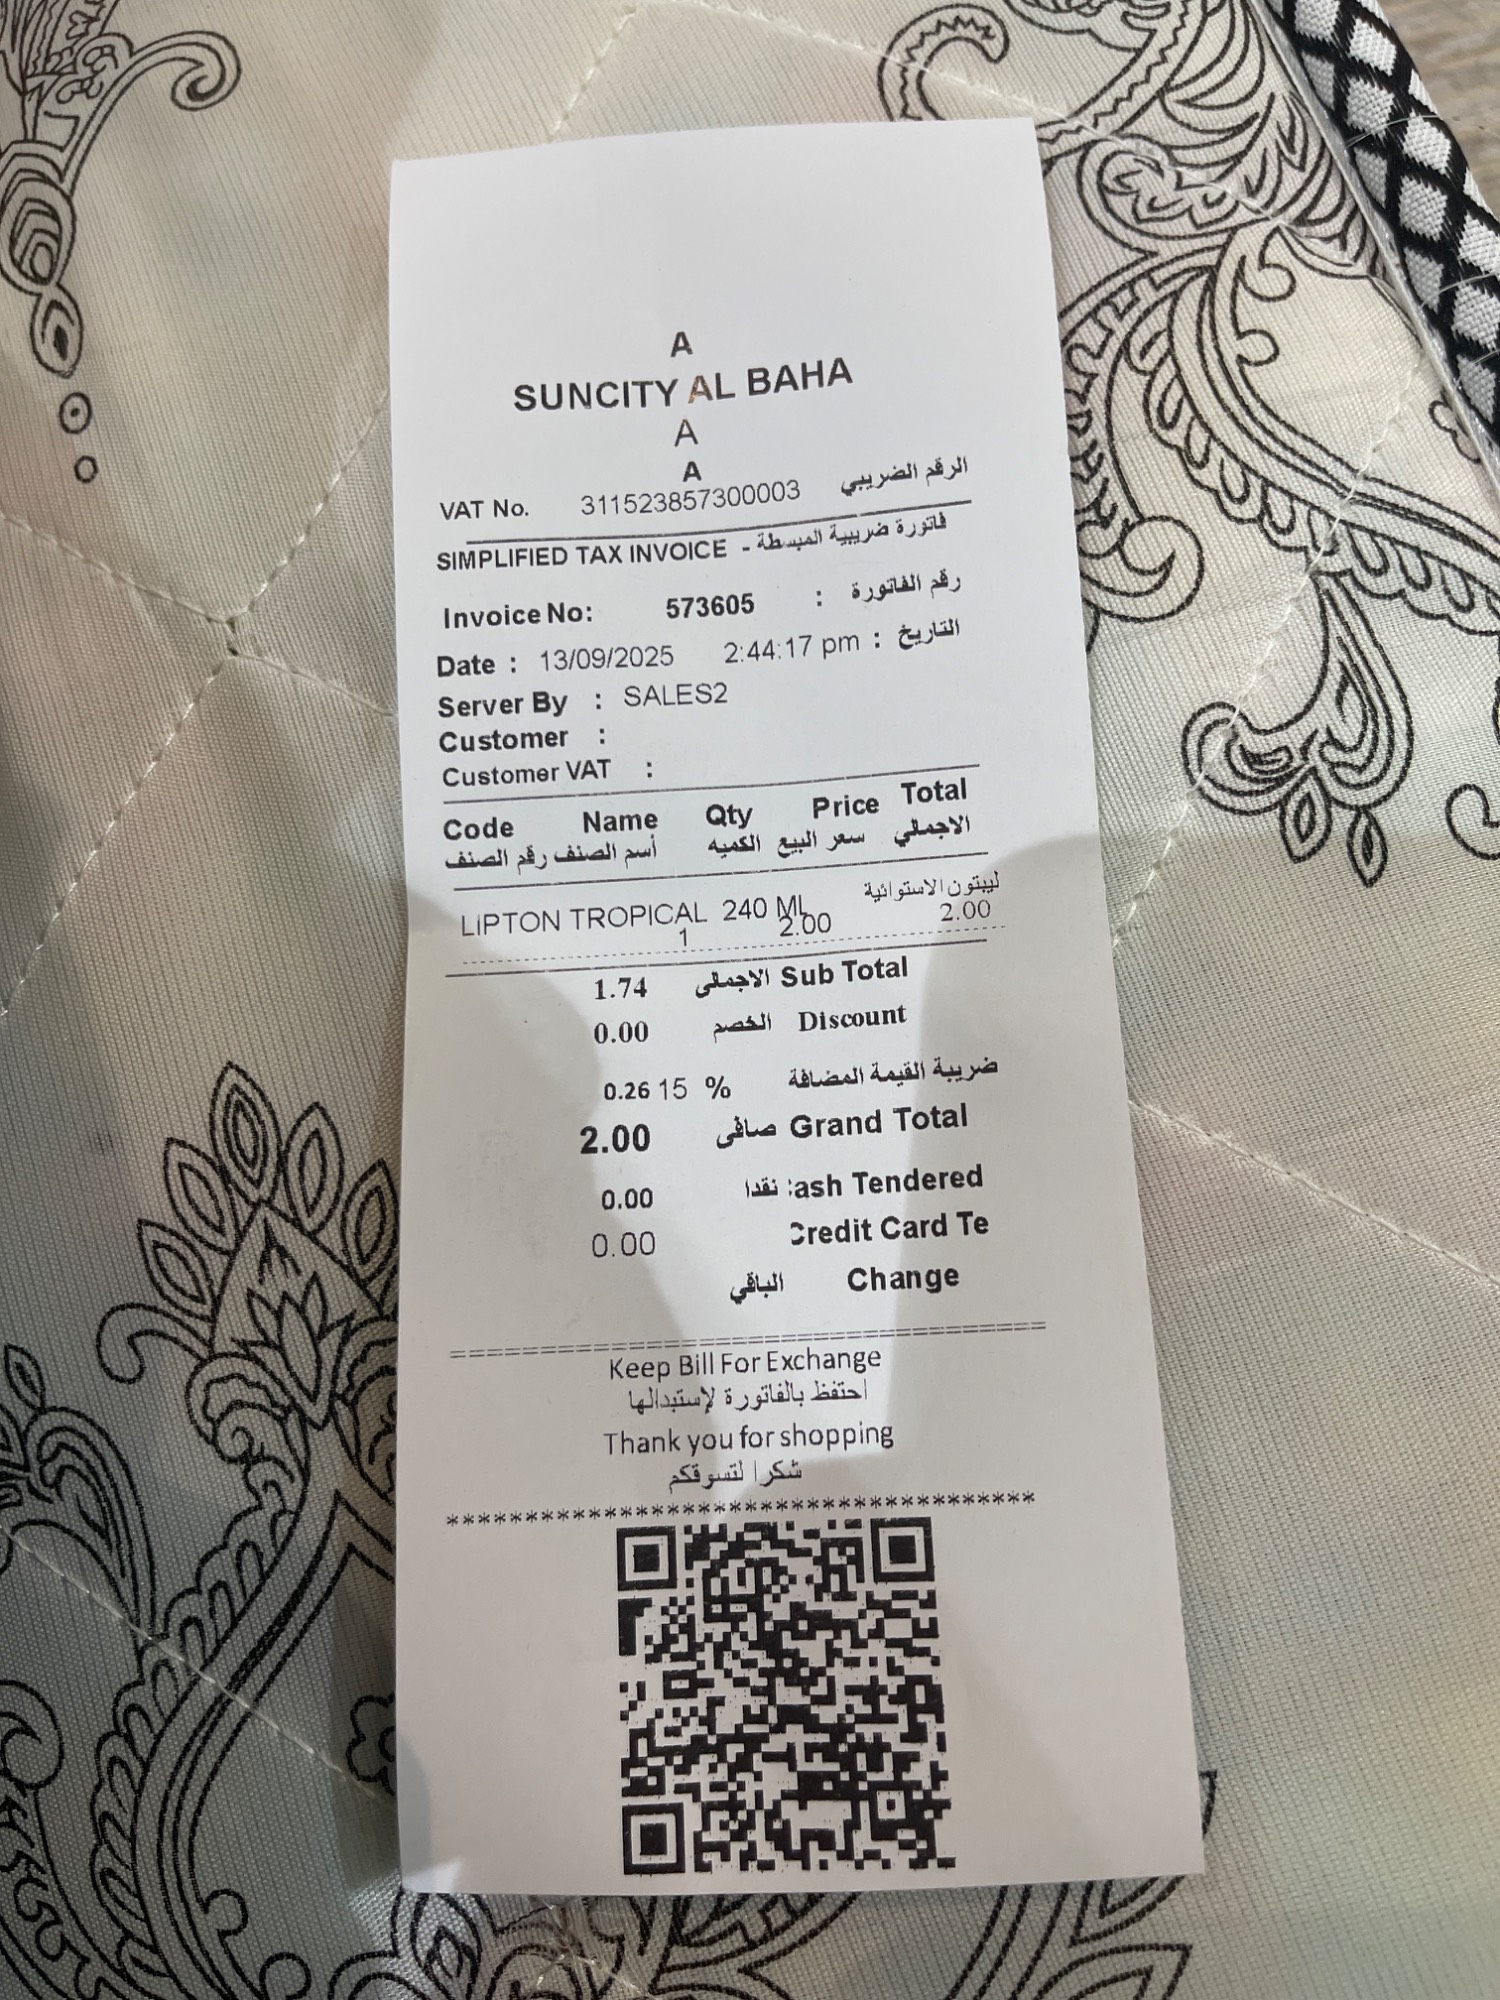 A
SUNCITY AL BAHA
A
A
VAT No. 311523857300003 الرقم الضريبي
SIMPLIFIED TAX INVOICE - فاتورة ضريبية المبسطة
Invoice No: 573605 : رقم الفاتورة
Date : 13/09/2025 2:44:17 pm : التاريخ
Server By : SALES2
Customer :
Customer VAT :
Code Name Qty Price Total
رقم الصنف أسم الصنف الكميه سعر البيع الاجمالي
LIPTON TROPICAL 240 ML ليبتون الاستوائية
1 2.00 2.00
1.74 الاجمالى Sub Total
0.00 الخصم Discount
0.26 15 % ضريبة القيمة المضافة
2.00 صافى Grand Total
0.00 نقدا :ash Tendered
0.00 Credit Card Te
الباقي Change
Keep Bill For Exchange
احتفظ بالفاتورة لإستبدالها
Thank you for shopping
شكرا لتسوقكم